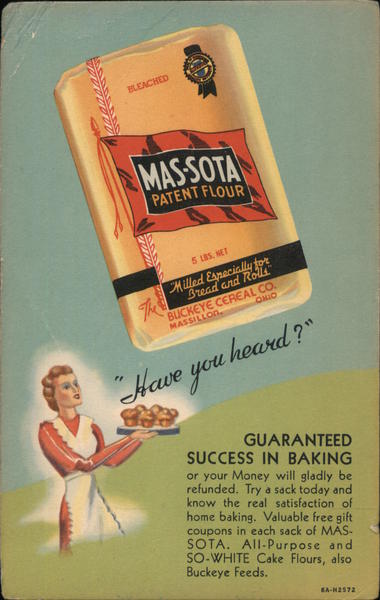 BLEACHED
MAS-SOTA
PATENT FLOUR
5 LBS. NET
"Milled Especially for
Bread and Rolls"
The
BUCKEYE CEREAL CO.
MASSILLON, OHIO
"Have you heard?"
GUARANTEED
SUCCESS IN BAKING
or your Money will gladly be
refunded. Try a sack today and
know the real satisfaction of
home baking. Valuable free gift
coupons in each sack of MAS-
SOTA. All-Purpose and
SO-WHITE Cake Flours, also
Buckeye Feeds.
8A-H2572